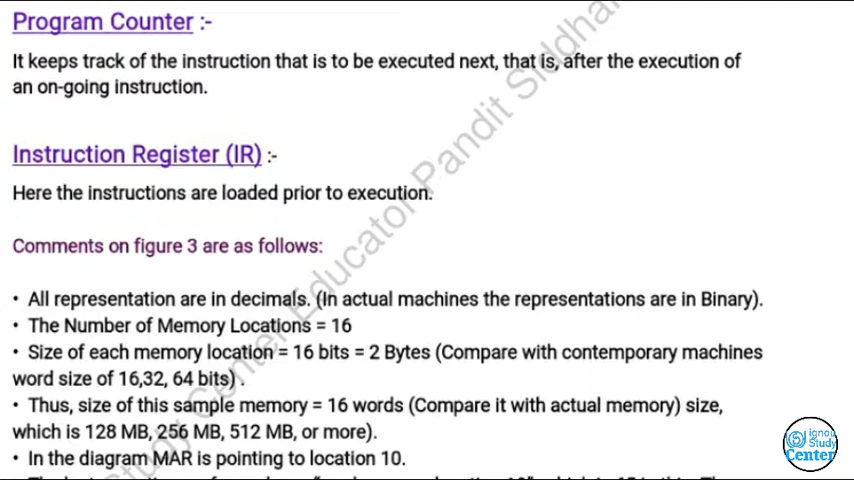 Program Counter :-
It keeps track of the instruction that is to be executed next, that is, after the execution of
an on-going instruction.
Instruction Register (IR) :-
Here the instructions are loaded prior to execution.
Comments on figure 3 are as follows:
• All representation are in decimals. (In actual machines the representations are in Binary).
• The Number of Memory Locations = 16
• Size of each memory location = 16 bits = 2 Bytes (Compare with contemporary machines
word size of 16,32, 64 bits) .
• Thus, size of this sample memory = 16 words (Compare it with actual memory) size,
which is 128 MB, 256 MB, 512 MB, or more).
• In the diagram MAR is pointing to location 10.
Study Center Educator Pandit Siddhar
ignou
Study
Center